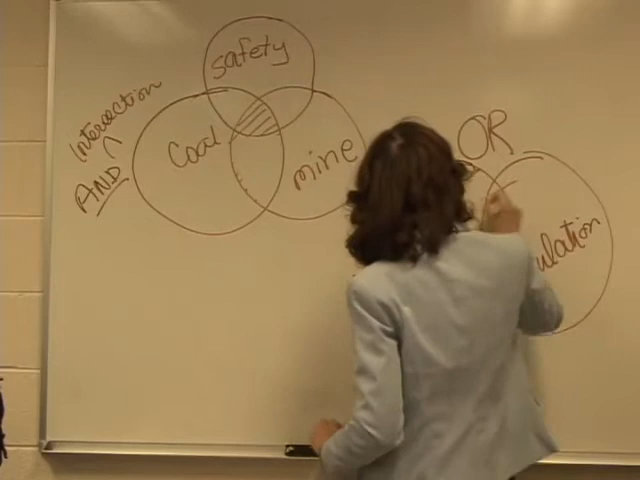 safety
Intersection
AND
Coal
mine
OR
ulation